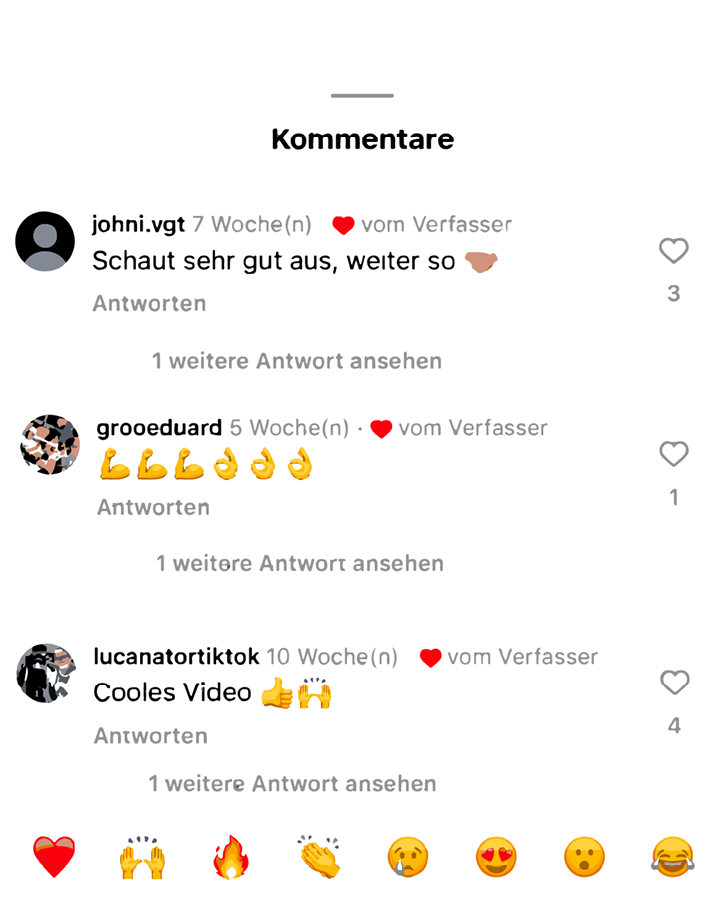 Kommentare
johni.vgt 7 Woche(n) ❤️ vom Verfasser
Schaut sehr gut aus, weiter so 🤜🏽
3
Antworten
1 weitere Antwort ansehen
grooeduard 5 Woche(n) · ❤️ vom Verfasser
💪💪💪👌👌👌
1
Antworten
1 weitere Antwort ansehen
lucanatortiktok 10 Woche(n) ❤️ vom Verfasser
Cooles Video 👍🙌
4
Antworten
1 weitere Antwort ansehen
❤️ 🙌 🔥 👏 😢 😍 😮 😂